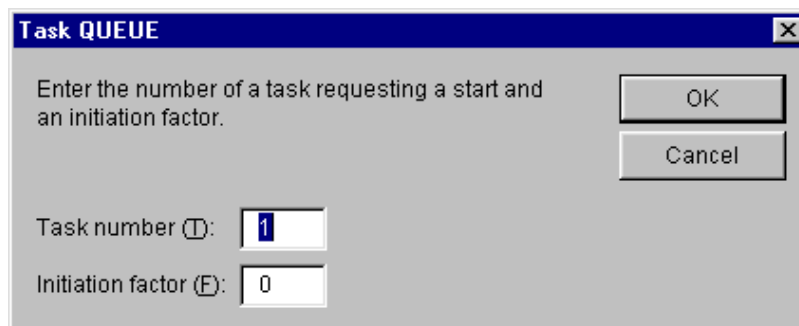 Task QUEUE
Enter the number of a task requesting a start and
an initiation factor.
OK
Cancel
Task number (T): 1
Initiation factor (F): 0